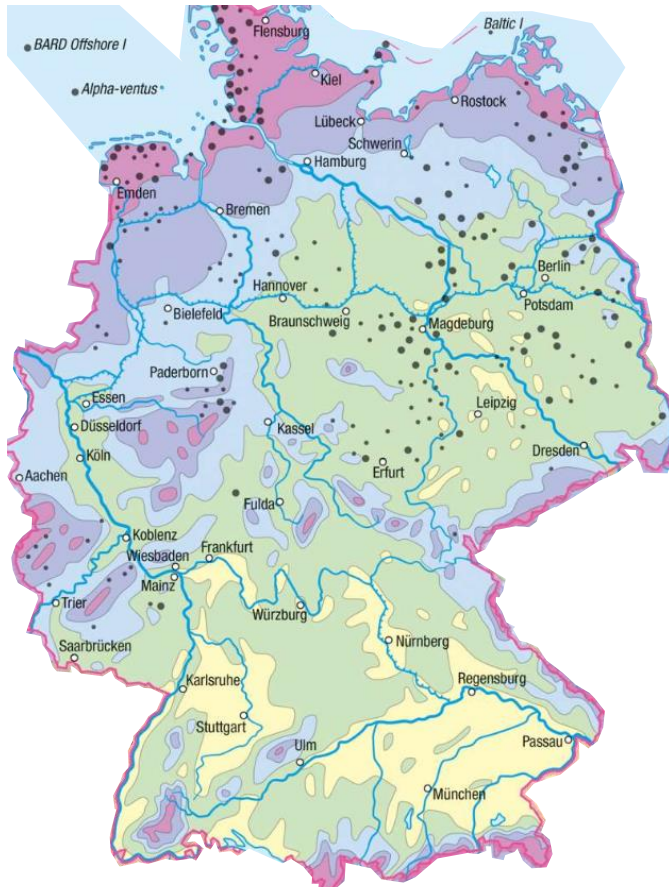 Flensburg
Baltic I
BARD Offshore I
Kiel
Alpha-ventus
Rostock
Lübeck
Schwerin
Hamburg
Emden
Bremen
Berlin
Hannover
Potsdam
Bielefeld
Braunschweig
Magdeburg
Paderborn
Essen
Leipzig
Düsseldorf
Kassel
Dresden
Köln
Erfurt
Aachen
Fulda
Koblenz
Frankfurt
Wiesbaden
Mainz
Trier
Würzburg
Nürnberg
Saarbrücken
Karlsruhe
Regensburg
Stuttgart
Passau
Ulm
München